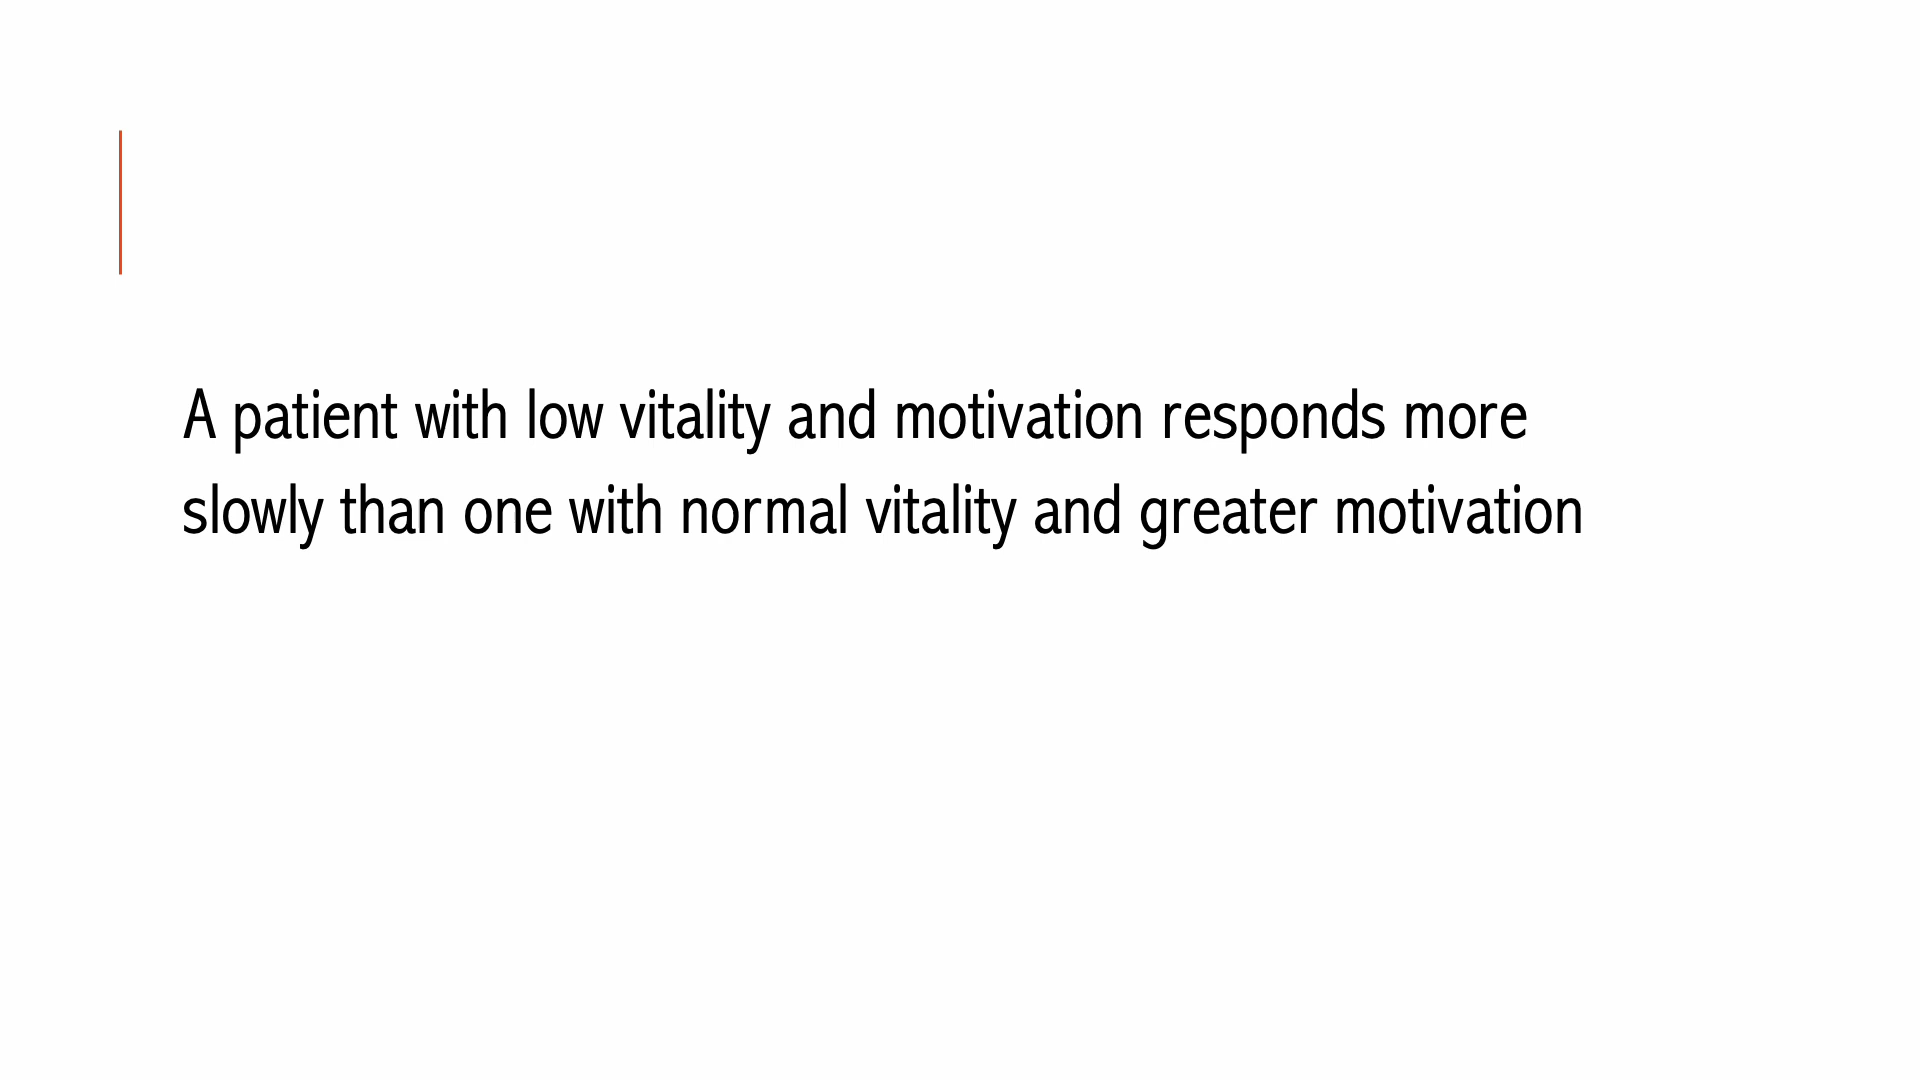 A patient with low vitality and motivation responds more
slowly than one with normal vitality and greater motivation